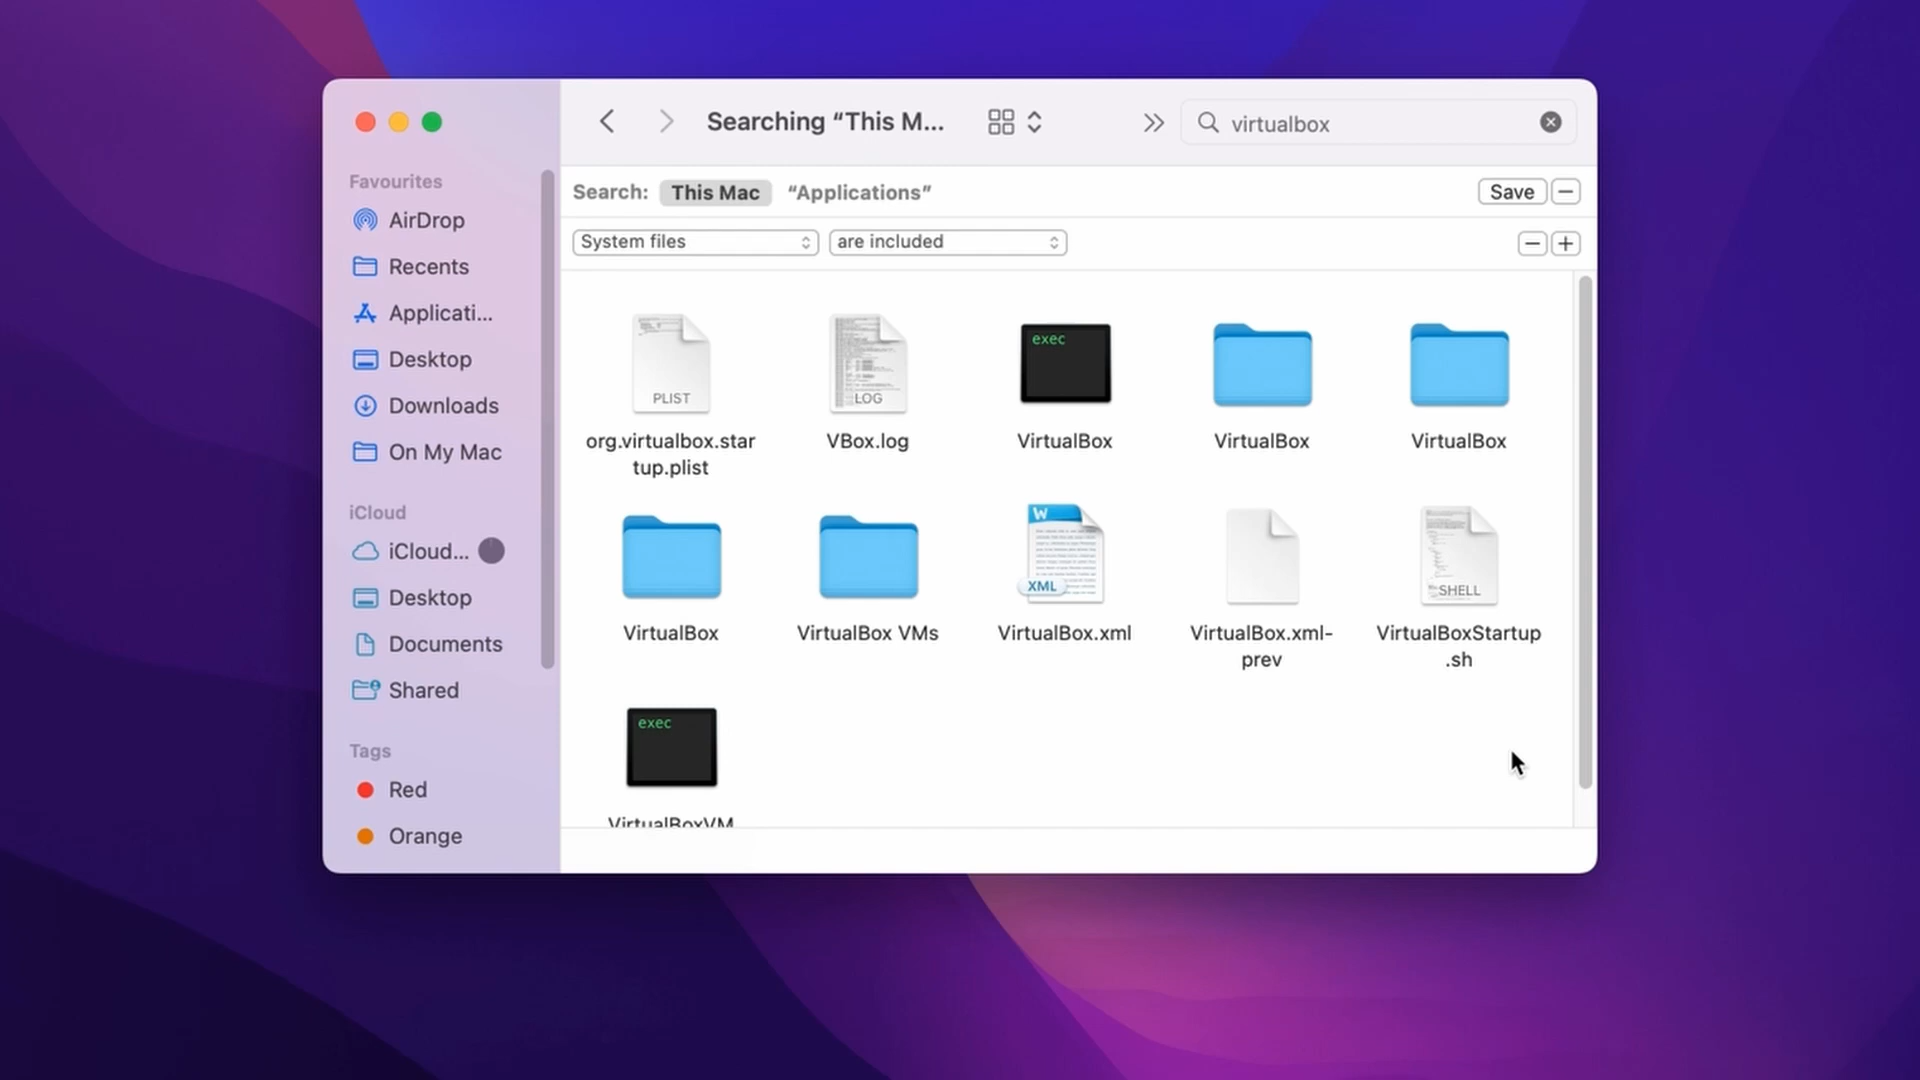 Searching “This M...
virtualbox
Search: This Mac “Applications” Save
System files are included
Favourites
AirDrop
Recents
Applicati...
Desktop
Downloads
On My Mac
iCloud
iCloud...
Desktop
Documents
Shared
Tags
Red
Orange
PLIST
org.virtualbox.star
tup.plist
LOG
VBox.log
exec
VirtualBox
VirtualBox
VirtualBox
VirtualBox
VirtualBox VMs
W
XML
VirtualBox.xml
VirtualBox.xml-
prev
SHELL
VirtualBoxStartup
.sh
exec
VirtualBoxVM